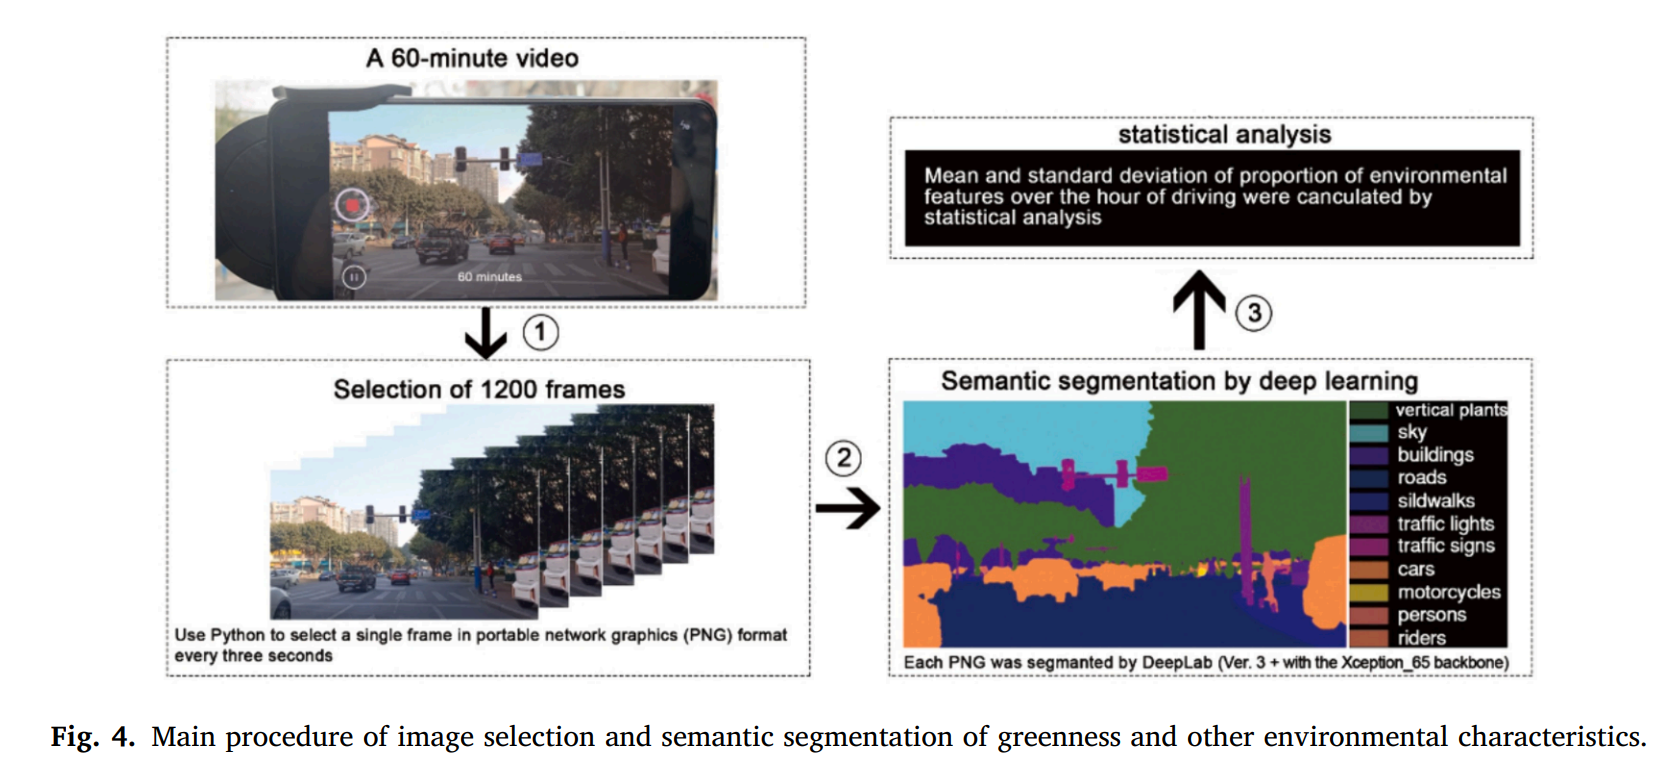 A 60-minute video
60 minutes
1
Selection of 1200 frames
Use Python to select a single frame in portable network graphics (PNG) format
every three seconds
2
Semantic segmentation by deep learning
vertical plants
sky
buildings
roads
sildwalks
traffic lights
traffic signs
cars
motorcycles
persons
riders
Each PNG was segmanted by DeepLab (Ver. 3 + with the Xception_65 backbone)
3
statistical analysis
Mean and standard deviation of proportion of environmental
features over the hour of driving were canculated by
statistical analysis
Fig. 4. Main procedure of image selection and semantic segmentation of greenness and other environmental characteristics.